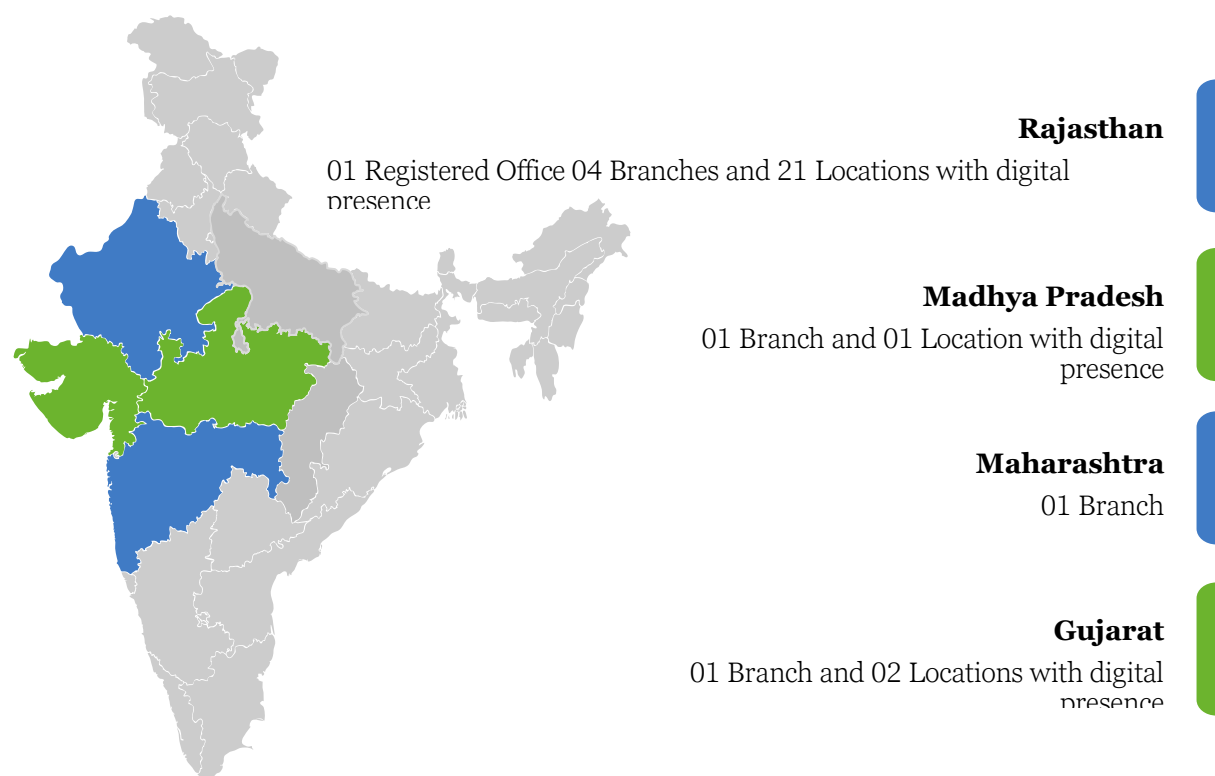 Rajasthan
01 Registered Office 04 Branches and 21 Locations with digital
presence
Madhya Pradesh
01 Branch and 01 Location with digital
presence
Maharashtra
01 Branch
Gujarat
01 Branch and 02 Locations with digital
presence